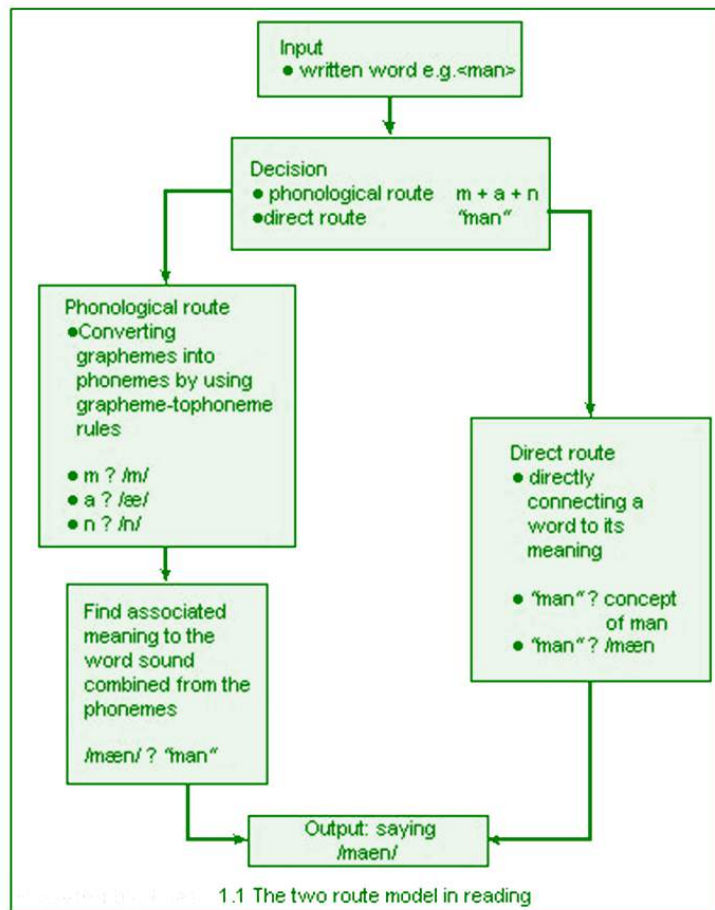 Input
● written word e.g.<man>
Decision
● phonological route m + a + n
●direct route “man”
Phonological route
●Converting
graphemes into
phonemes by using
grapheme-tophoneme
rules
● m ? /m/
● a ? /æ/
● n ? /n/
Find associated
meaning to the
word sound
combined from the
phonemes
/mæn/ ? “man”
Direct route
● directly
connecting a
word to its
meaning
● “man” ? concept
of man
● “man” ? /mæn
Output: saying
/maen/
1.1 The two route model in reading